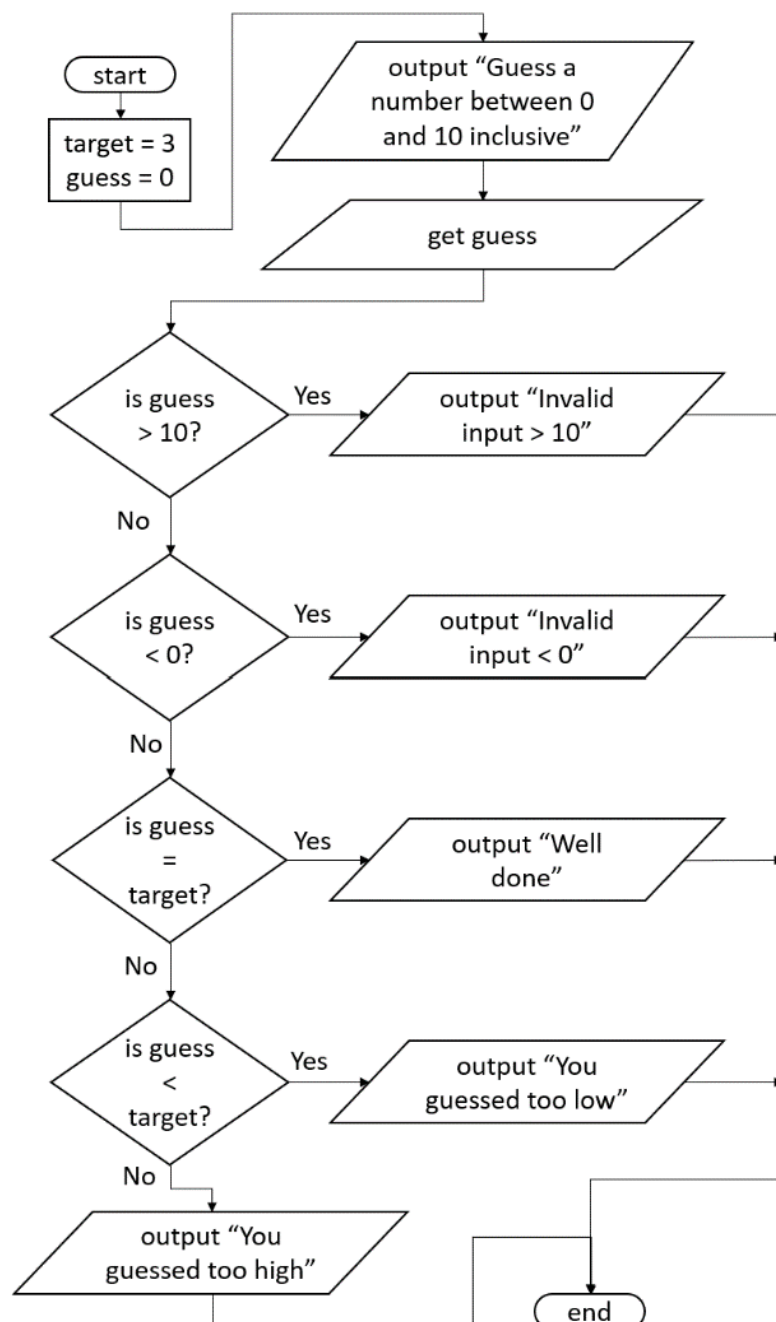 start
target = 3
guess = 0
output “Guess a
number between 0
and 10 inclusive”
get guess
is guess
> 10?
Yes
output “Invalid
input > 10”
No
is guess
< 0?
Yes
output “Invalid
input < 0”
No
is guess
=
target?
Yes
output “Well
done”
No
is guess
<
target?
Yes
output “You
guessed too low”
No
output “You
guessed too high”
end